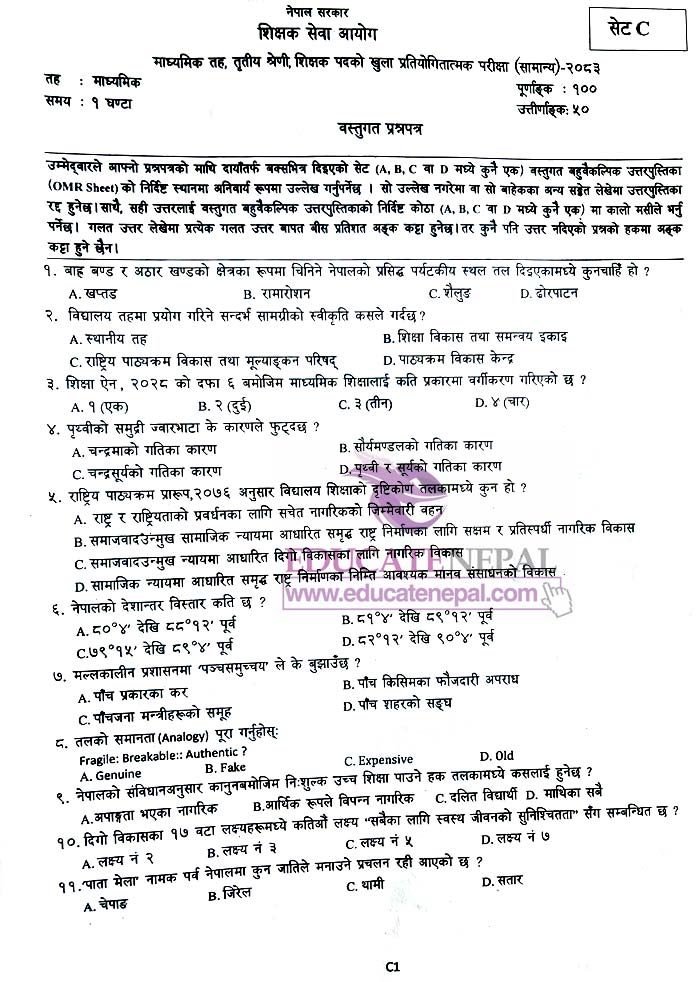 नेपाल सरकार
शिक्षक सेवा आयोग
सेट C
माध्यमिक तह, तृतीय श्रेणी, शिक्षक पदको खुला प्रतियोगितात्मक परीक्षा (सामान्य)-२०८३
तह : माध्यमिक
पूर्णाङ्क : १००
समय : १ घण्टा
उत्तीर्णाङ्क: ५०
वस्तुगत प्रश्नपत्र
उम्मेद्वारले आफ्नो प्रश्नपत्रको माथि दायाँतर्फ बक्सभित्र दिइएको सेट (A, B, C वा D मध्ये कुनै एक) वस्तुगत बहुवैकल्पिक उत्तरपुस्तिका
(OMR Sheet) को निर्दिष्ट स्थानमा अनिवार्य रूपमा उल्लेख गर्नुपर्नेछ । सो उल्लेख नगरेमा वा सो बाहेकका अन्य सङ्केत लेखेमा उत्तरपुस्तिका
रद्द हुनेछ। साथै, सही उत्तरलाई वस्तुगत बहुवैकल्पिक उत्तरपुस्तिकाको निर्दिष्ट कोठा (A, B, C वा D मध्ये कुनै एक) मा कालो मसीले भर्नु
पर्नेछ । गलत उत्तर लेखेमा प्रत्येक गलत उत्तर बापत बीस प्रतिशत अङ्क कट्टा हुनेछ। तर कुनै पनि उत्तर नदिएको प्रश्नको हकमा अङ्क
कट्टा हुने छैन।
१. बाह्र बण्ड र अठार खण्डको क्षेत्रका रूपमा चिनिने नेपालको प्रसिद्ध पर्यटकीय स्थल तल दिइएकामध्ये कुनचाहिँ हो ?
A. खप्तड B. रामारोशन C. शैलुङ D. ढोरपाटन
२. विद्यालय तहमा प्रयोग गरिने सन्दर्भ सामग्रीको स्वीकृति कसले गर्दछ ?
A. स्थानीय तह B. शिक्षा विकास तथा समन्वय इकाइ
C. राष्ट्रिय पाठ्यक्रम विकास तथा मूल्याङ्कन परिषद् D. पाठ्यक्रम विकास केन्द्र
३. शिक्षा ऐन, २०२८ को दफा ६ बमोजिम माध्यमिक शिक्षालाई कति प्रकारमा वर्गीकरण गरिएको छ ?
A. १ (एक) B. २ (दुई) C. ३ (तीन) D. ४ (चार)
४. पृथ्वीको समुद्री ज्वारभाटा के कारणले फुट्दछ ?
A. चन्द्रमाको गतिका कारण B. सौर्यमण्डलको गतिका कारण
C. चन्द्रसूर्यको गतिका कारण D. पृथ्वी र सूर्यको गतिका कारण
५. राष्ट्रिय पाठ्यक्रम प्रारूप,२०७६ अनुसार विद्यालय शिक्षाको दृष्टिकोण तलकामध्ये कुन हो ?
A. राष्ट्र र राष्ट्रियताको प्रवर्धनका लागि सचेत नागरिकको जिम्मेवारी वहन
B. समाजवादउन्मुख सामाजिक न्यायमा आधारित समृद्ध राष्ट्र निर्माणका लागि सक्षम र प्रतिस्पर्धी नागरिक विकास
C. समाजवादउन्मुख न्यायमा आधारित दिगो विकासका लागि नागरिक विकास
D. सामाजिक न्यायमा आधारित समृद्ध राष्ट्र निर्माणका निम्ति आवश्यक मानव संसाधनको विकास
EDUCATENEPAL
www.educatenepal.com
६. नेपालको देशान्तर विस्तार कति छ ?
A. ८०°४' देखि ८८°१२' पूर्व B. ८१°४' देखि ८९°१२' पूर्व
C.७९°१५' देखि ८९°४' पूर्व D. ८२°१२' देखि ९०°४' पूर्व
७. मल्लकालीन प्रशासनमा 'पञ्चसमुच्चय' ले के बुझाउँछ ?
A. पाँच प्रकारका कर B. पाँच किसिमका फौजदारी अपराध
C. पाँचजना मन्त्रीहरूको समूह D. पाँच शहरको सङ्घ
८. तलको समानता (Analogy) पूरा गर्नुहोस्:
Fragile: Breakable:: Authentic ?
A. Genuine B. Fake C. Expensive D. Old
९. नेपालको संविधानअनुसार कानुनबमोजिम निःशुल्क उच्च शिक्षा पाउने हक तलकामध्ये कसलाई हुनेछ ?
A.अपाङ्गता भएका नागरिक B.आर्थिक रूपले विपन्न नागरिक C. दलित विद्यार्थी D. माथिका सबै
१०. दिगो विकासका १७ वटा लक्ष्यहरूमध्ये कतिऔं लक्ष्य "सबैका लागि स्वस्थ जीवनको सुनिश्चितता" सँग सम्बन्धित छ ?
A. लक्ष्य नं २ B. लक्ष्य नं ३ C. लक्ष्य नं ५ D. लक्ष्य नं ७
११.'पाता मेला' नामक पर्व नेपालमा कुन जातिले मनाउने प्रचलन रही आएको छ ?
A. चेपाङ B. जिरेल C. थामी D. सतार
C1